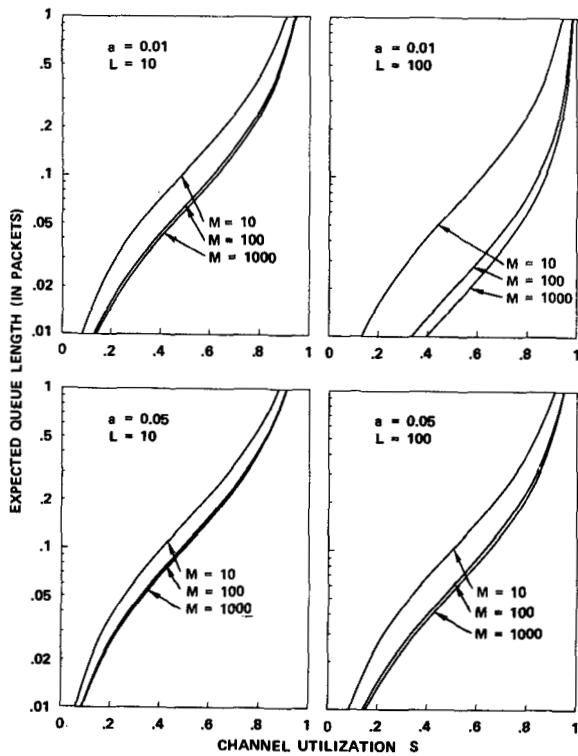 EXPECTED QUEUE LENGTH (IN PACKETS)
1
.5
.2
.1
.05
.02
.01
a = 0.01
L = 10
M = 10
M = 100
M = 1000
0 .2 .4 .6 .8 1
a = 0.01
L = 100
M = 10
M = 100
M = 1000
0 .2 .4 .6 .8 1
1
.5
.2
.1
.05
.02
.01
a = 0.05
L = 10
M = 10
M = 100
M = 1000
0 .2 .4 .6 .8 1
a = 0.05
L = 100
M = 10
M = 100
M = 1000
0 .2 .4 .6 .8 1
CHANNEL UTILIZATION S